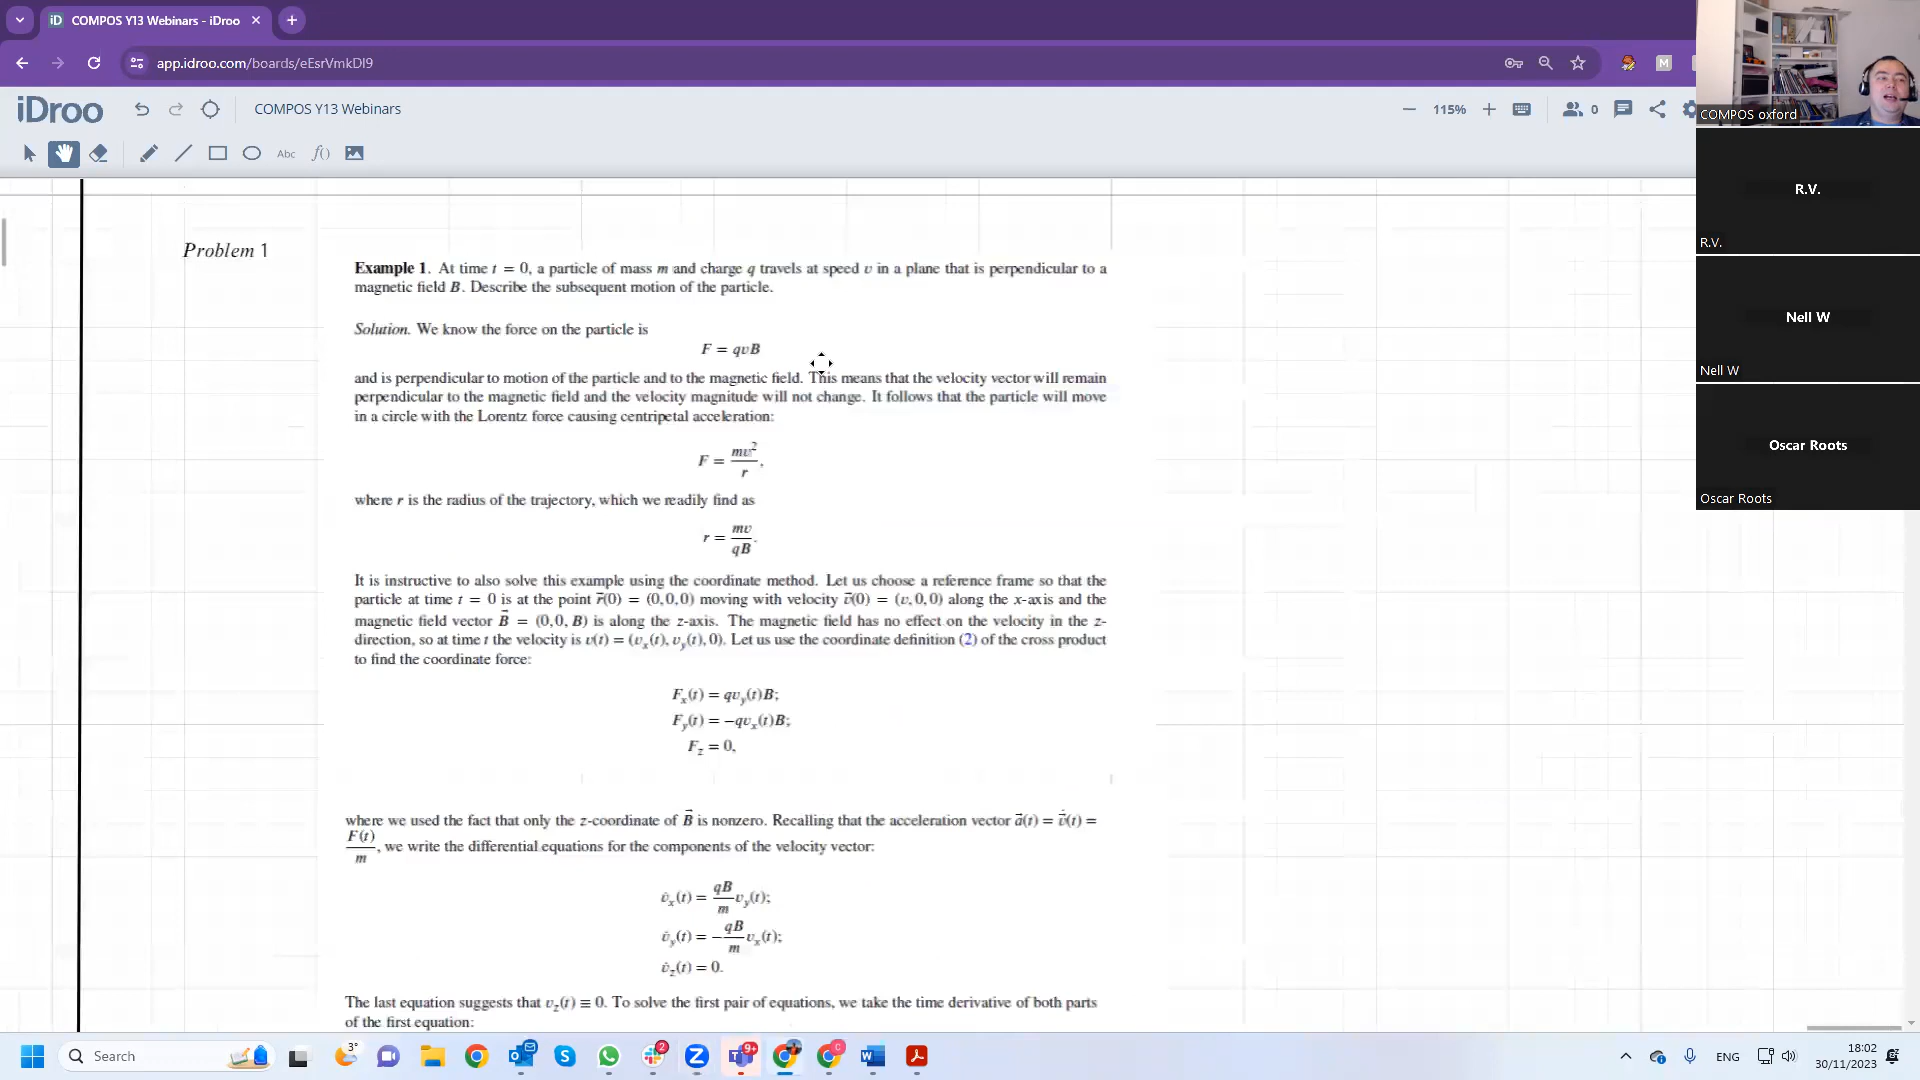 COMPOS Y13 Webinars - iDroo
app.idroo.com/boards/eEsrVmkDl9
M
iDroo
COMPOS Y13 Webinars
115%
0
Abc
f()
COMPOS oxford
R.V.
R.V.
Nell W
Nell W
Oscar Roots
Oscar Roots
Problem 1
Example 1. At time t = 0, a particle of mass m and charge q travels at speed v in a plane that is perpendicular to a
magnetic field B. Describe the subsequent motion of the particle.
Solution. We know the force on the particle is
F = qvB
and is perpendicular to motion of the particle and to the magnetic field. This means that the velocity vector will remain
perpendicular to the magnetic field and the velocity magnitude will not change. It follows that the particle will move
in a circle with the Lorentz force causing centripetal acceleration:
F = mv²/r,
where r is the radius of the trajectory, which we readily find as
r = mv/qB.
It is instructive to also solve this example using the coordinate method. Let us choose a reference frame so that the
particle at time t = 0 is at the point r⃗(0) = (0,0,0) moving with velocity v⃗(0) = (v,0,0) along the x-axis and the
magnetic field vector B⃗ = (0,0,B) is along the z-axis. The magnetic field has no effect on the velocity in the z-
direction, so at time t the velocity is v(t) = (vₓ(t), v_y(t), 0). Let us use the coordinate definition (2) of the cross product
to find the coordinate force:
Fₓ(t) = qv_y(t)B;
F_y(t) = −qvₓ(t)B;
F_z = 0,
where we used the fact that only the z-coordinate of B⃗ is nonzero. Recalling that the acceleration vector a⃗(t) = v⃗̇(t) =
F(t)/m, we write the differential equations for the components of the velocity vector:
v̇ₓ(t) = qB/m v_y(t);
v̇_y(t) = −qB/m vₓ(t);
v̇_z(t) = 0.
The last equation suggests that v_z(t) ≡ 0. To solve the first pair of equations, we take the time derivative of both parts
of the first equation:
Search
3°
2
9+
ENG
18:02
30/11/2023